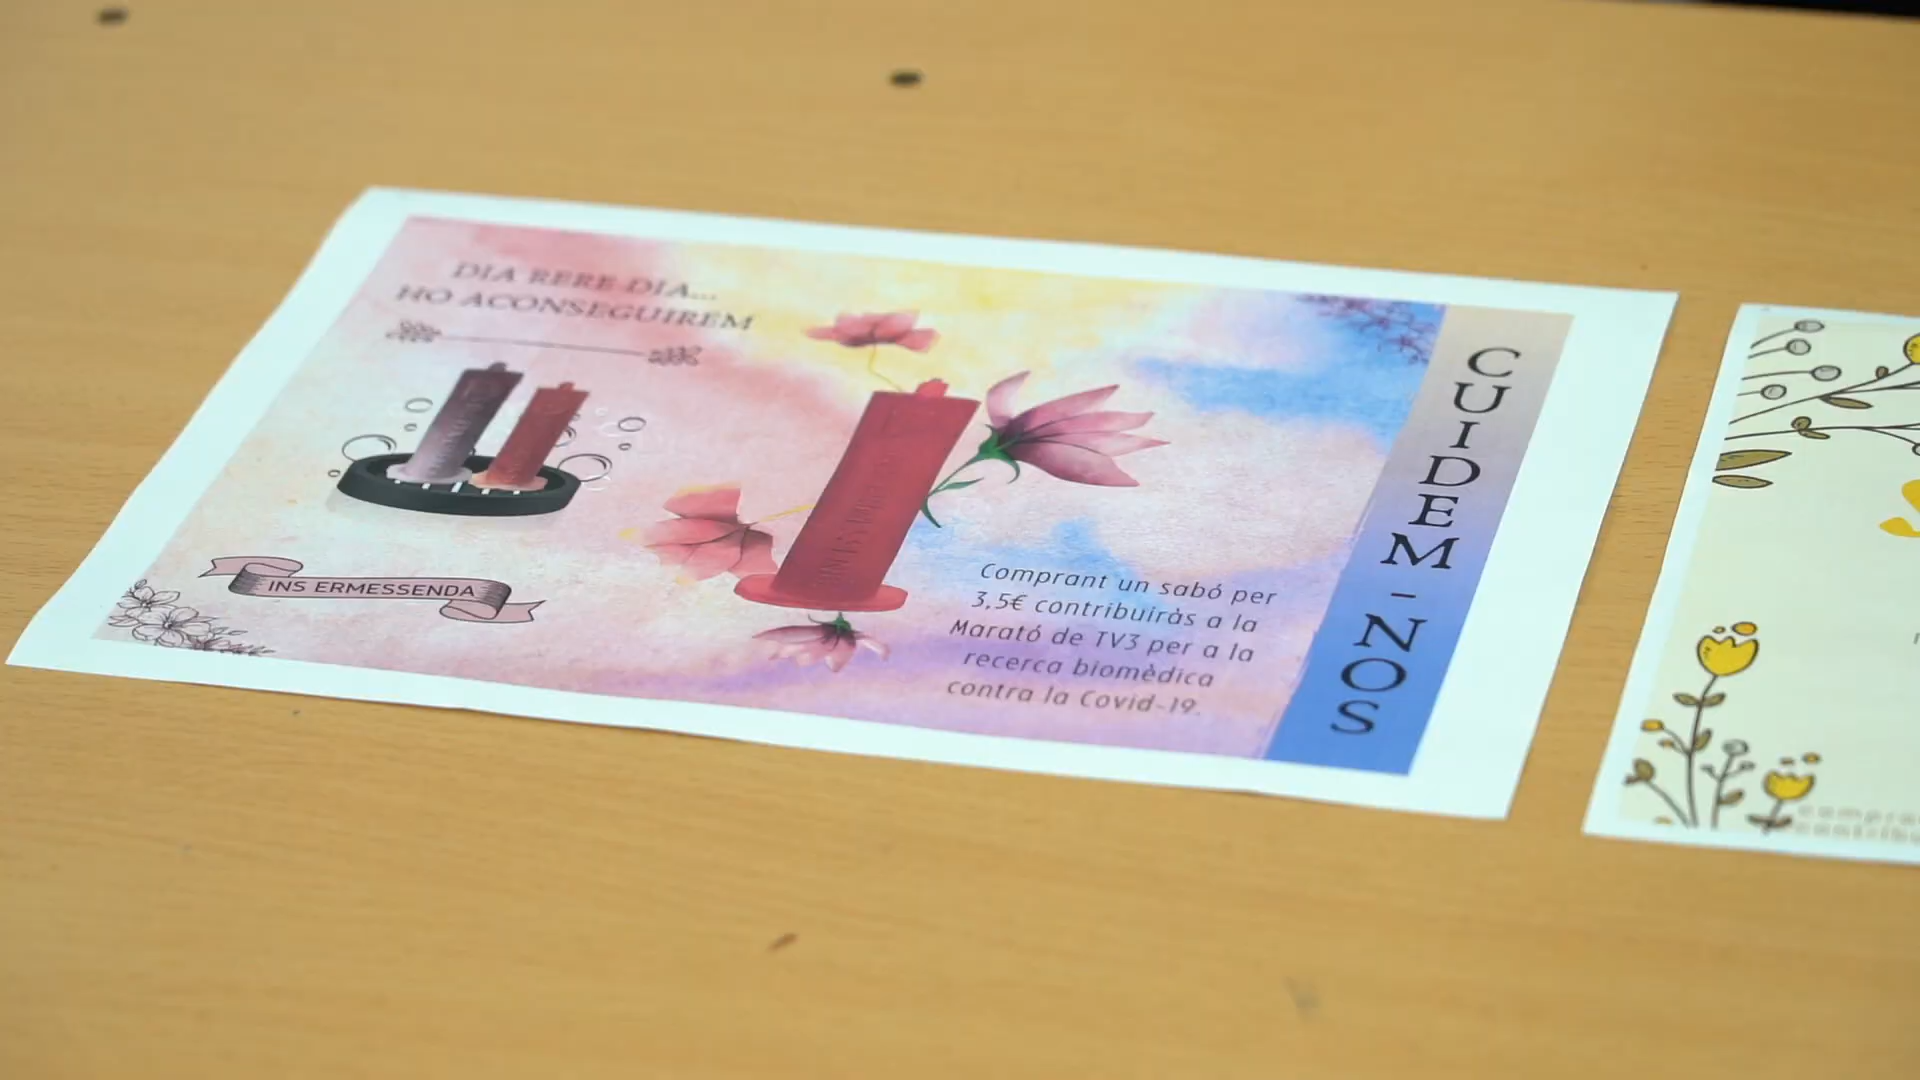 DIA RERE DIA...
HO ACONSEGUIREM
INS ERMESSENDA
Comprant un sabó per
3,5€ contribuiràs a la
Marató de TV3 per a la
recerca biomèdica
contra la Covid-19.
CUIDEM-NOS